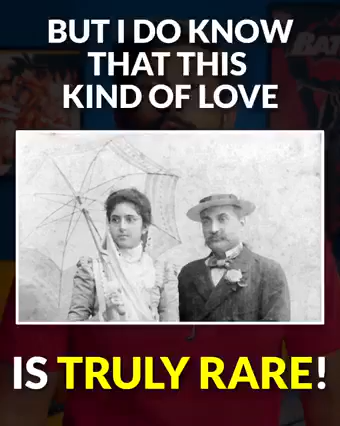 BUT I DO KNOW
THAT THIS
KIND OF LOVE
IS TRULY RARE!